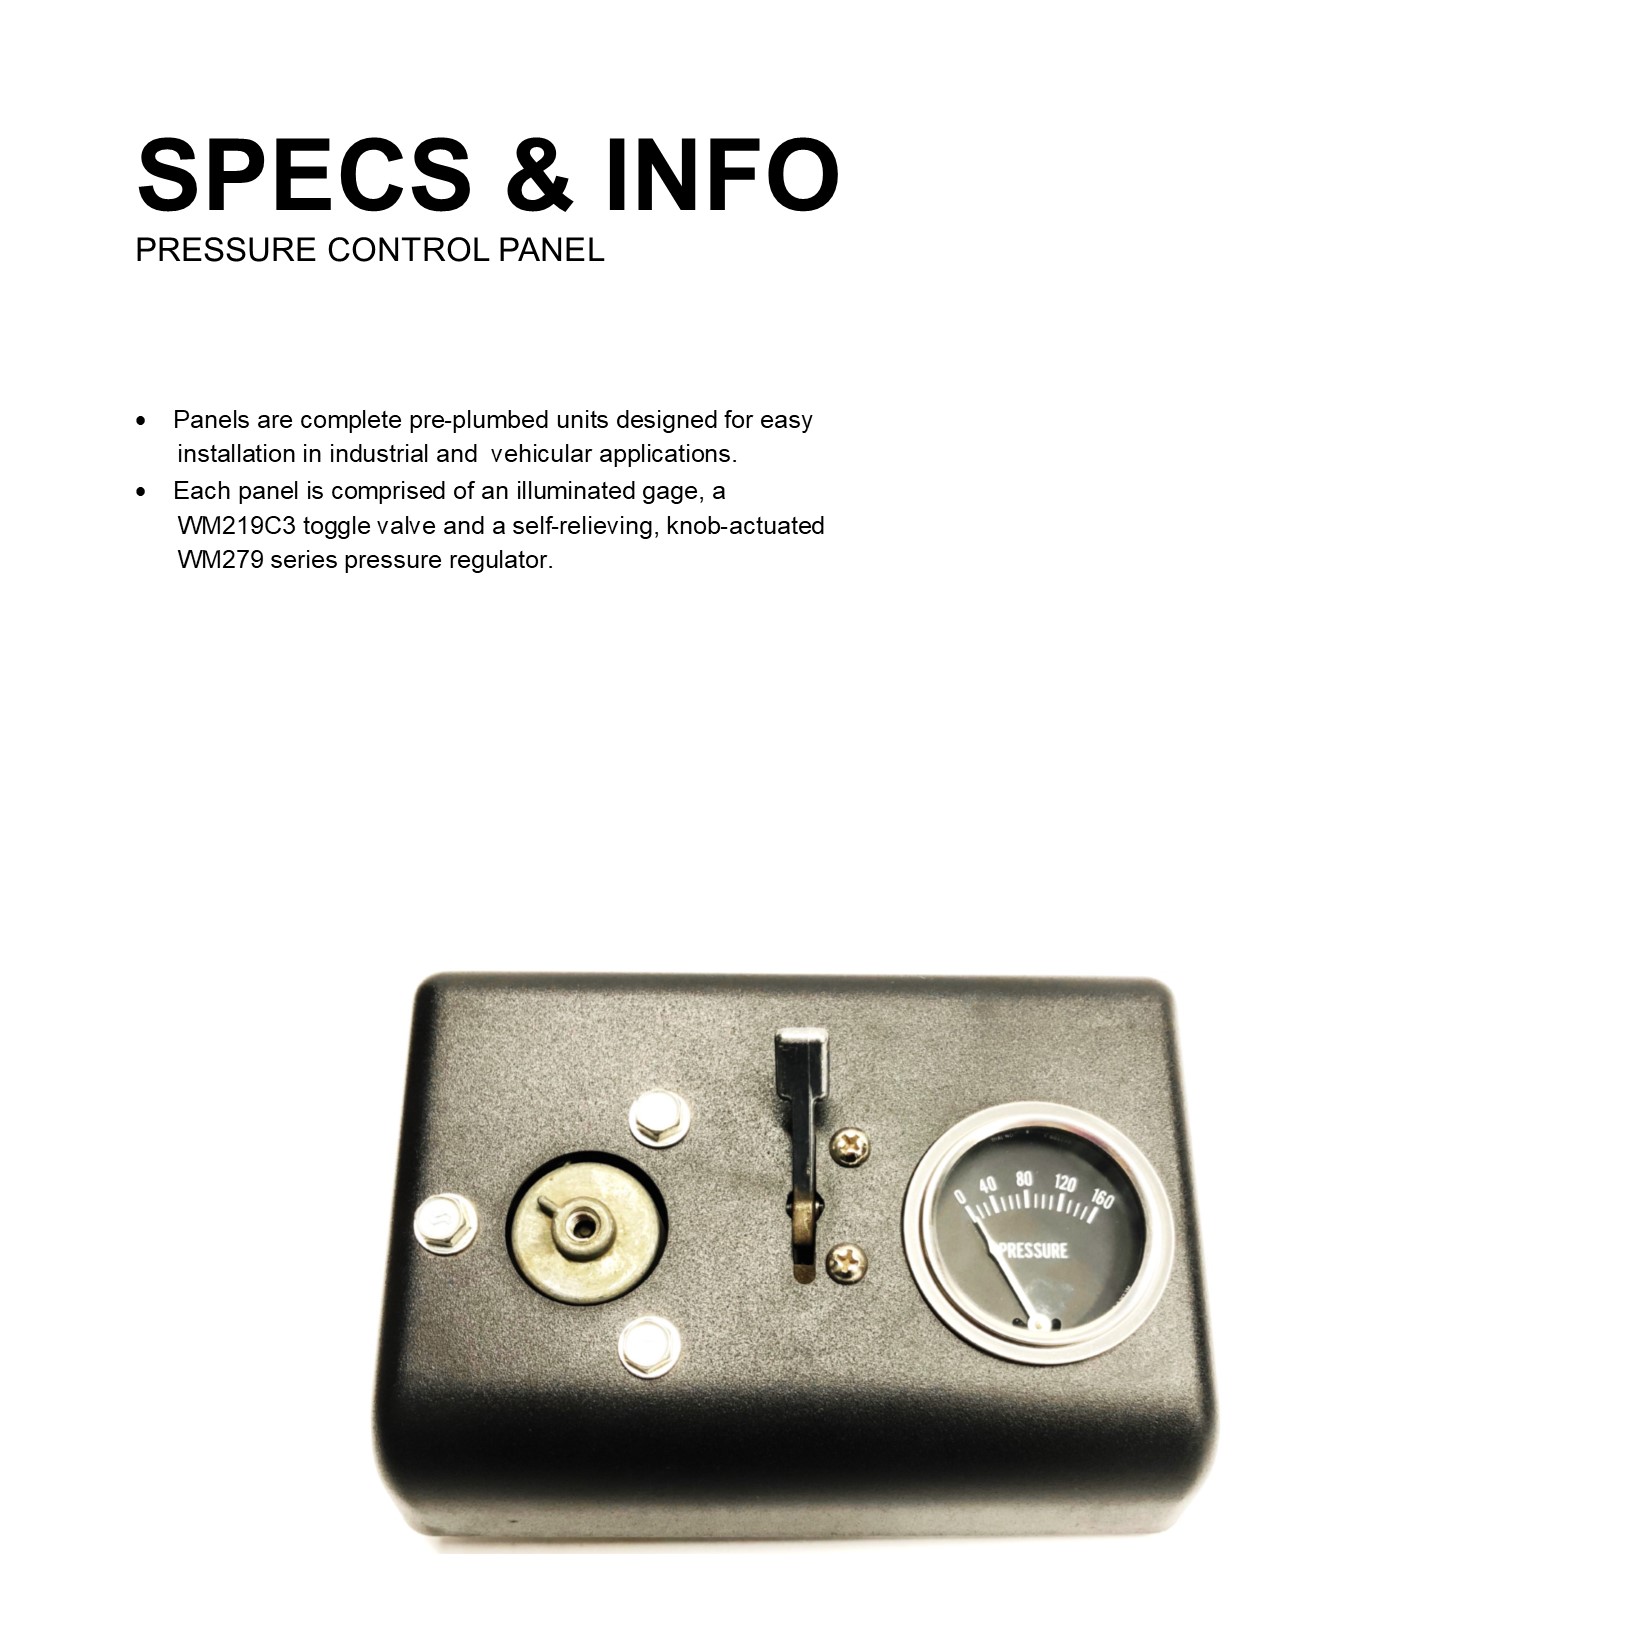 SPECS & INFO
PRESSURE CONTROL PANEL
• Panels are complete pre-plumbed units designed for easy
installation in industrial and vehicular applications.
• Each panel is comprised of an illuminated gage, a
WM219C3 toggle valve and a self-relieving, knob-actuated
WM279 series pressure regulator.
0 40 80 120 160
PRESSURE